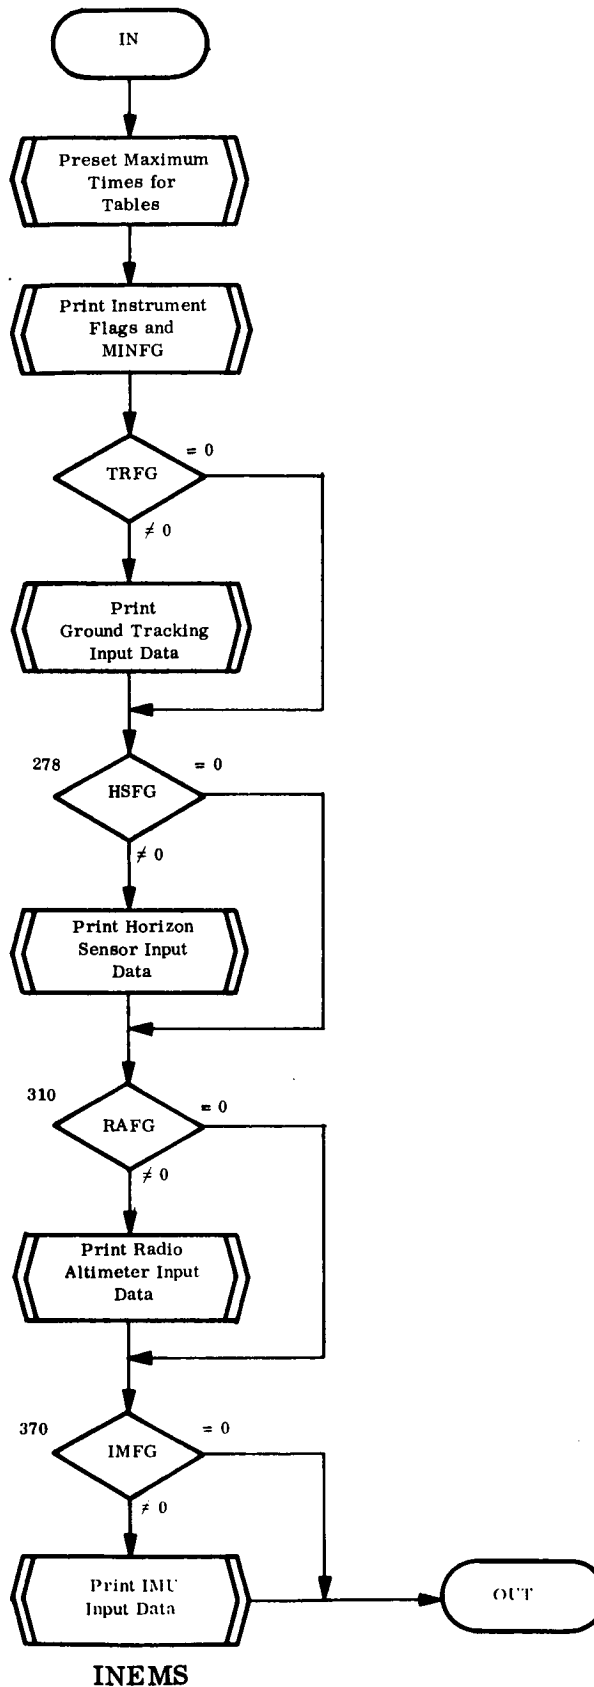 IN
Preset Maximum
Times for
Tables
Print Instrument
Flags and
MINFG
= 0
TRFG
≠ 0
Print
Ground Tracking
Input Data
278
= 0
HSFG
≠ 0
Print Horizon
Sensor Input
Data
310
= 0
RAFG
≠ 0
Print Radio
Altimeter Input
Data
370
= 0
IMFG
≠ 0
Print IMU
Input Data
OUT
INEMS